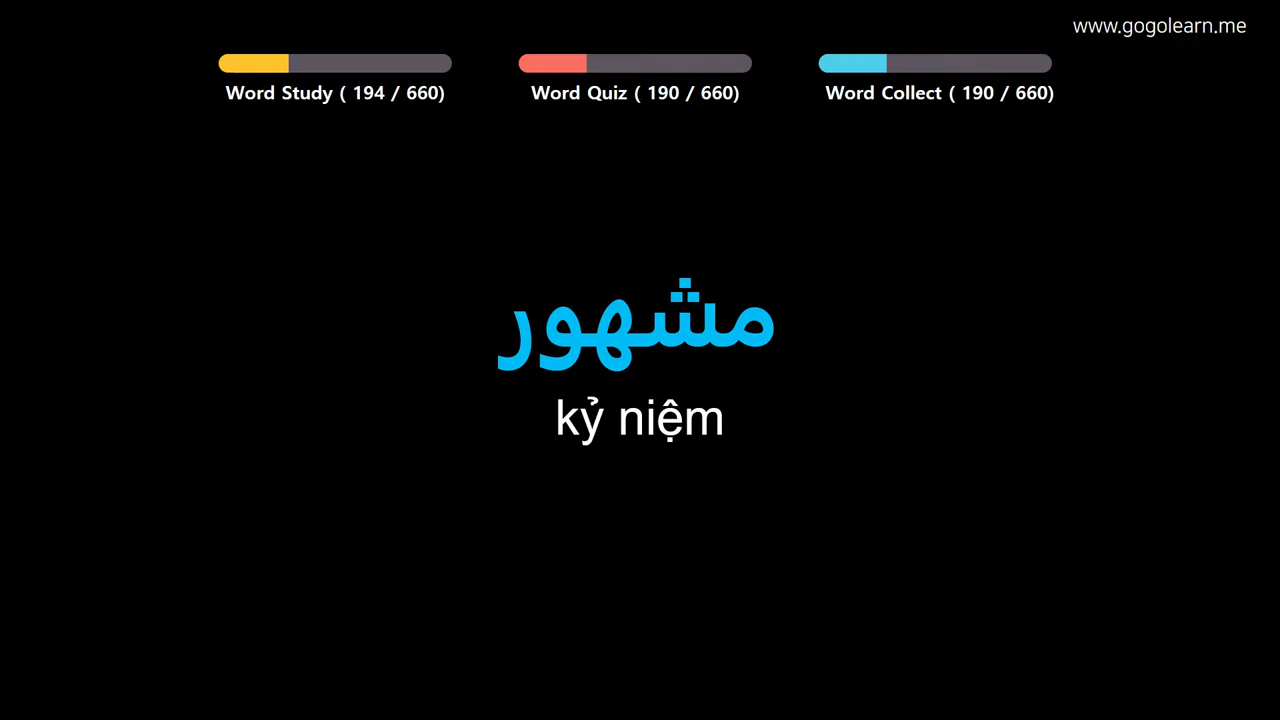 www.gogolearn.me
Word Study ( 194 / 660)
Word Quiz ( 190 / 660)
Word Collect ( 190 / 660)
مشهور
kỷ niệm